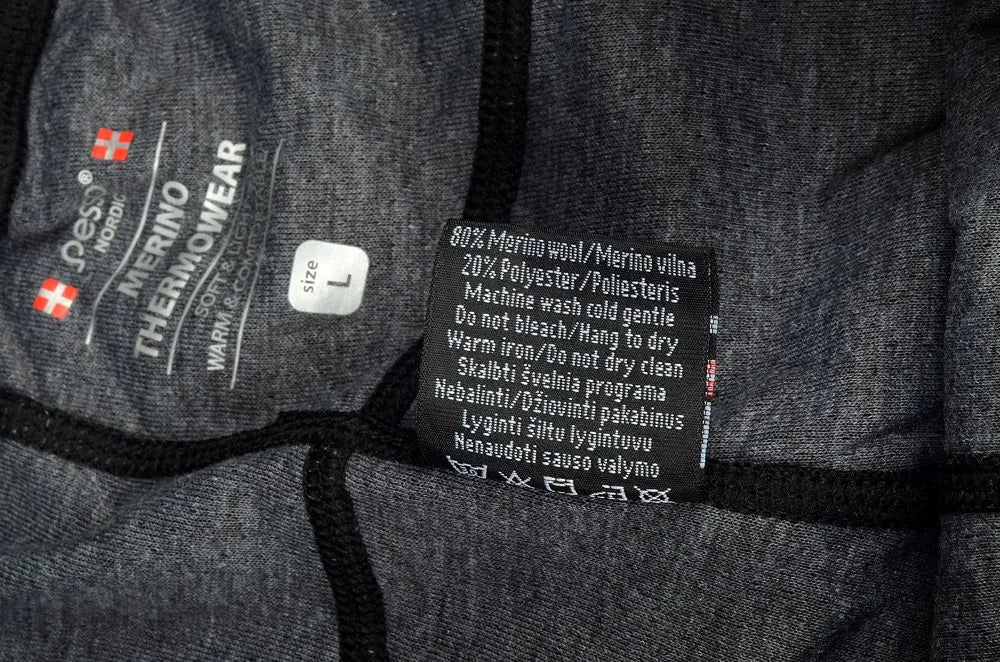 pesso®
NORDIC
MERINO
THERMOWEAR
SOFT & LIGHT
WARM & COMFORTABLE
size
L
80% Merino wool/Merino vilna
20% Polyester/Poliesteris
Machine wash cold gentle
Do not bleach/Hang to dry
Warm iron/Do not dry clean
Skalbti švelnia programa
Nebalinti/Džiovinti pakabinus
Lyginti šiltu lygintuvu
Nenaudoti sauso valymo